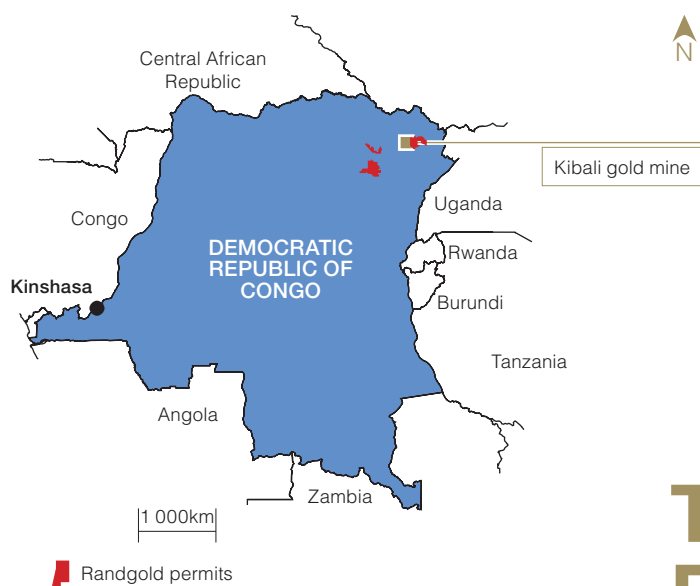 Central African
Republic
N
Kibali gold mine
Uganda
Congo
DEMOCRATIC
REPUBLIC OF
CONGO
Rwanda
Kinshasa
Burundi
Tanzania
Angola
Zambia
1 000km
Randgold permits